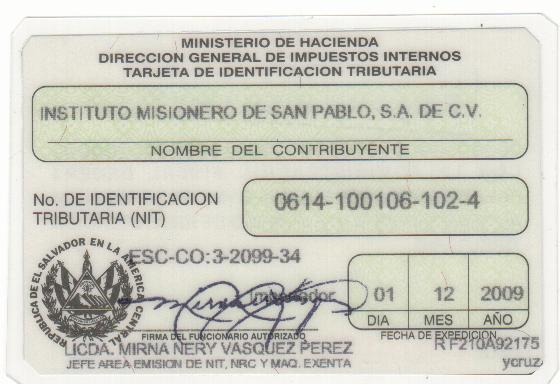 MINISTERIO DE HACIENDA
DIRECCION GENERAL DE IMPUESTOS INTERNOS
TARJETA DE IDENTIFICACION TRIBUTARIA
INSTITUTO MISIONERO DE SAN PABLO, S.A. DE C.V.
NOMBRE DEL CONTRIBUYENTE
No. DE IDENTIFICACION
TRIBUTARIA (NIT)
0614-100106-102-4
REPUBLICA DE EL SALVADOR EN LA AMERICA CENTRAL
ESC-CO:3-2099-34
01 12 2009
DIA MES AÑO
FIRMA DEL FUNCIONARIO AUTORIZADO
FECHA DE EXPEDICION
LICDA. MIRNA NERY VASQUEZ PEREZ
RF210A92175
JEFE AREA EMISION DE NIT, NRC Y MAQ. EXENTA
ycruz